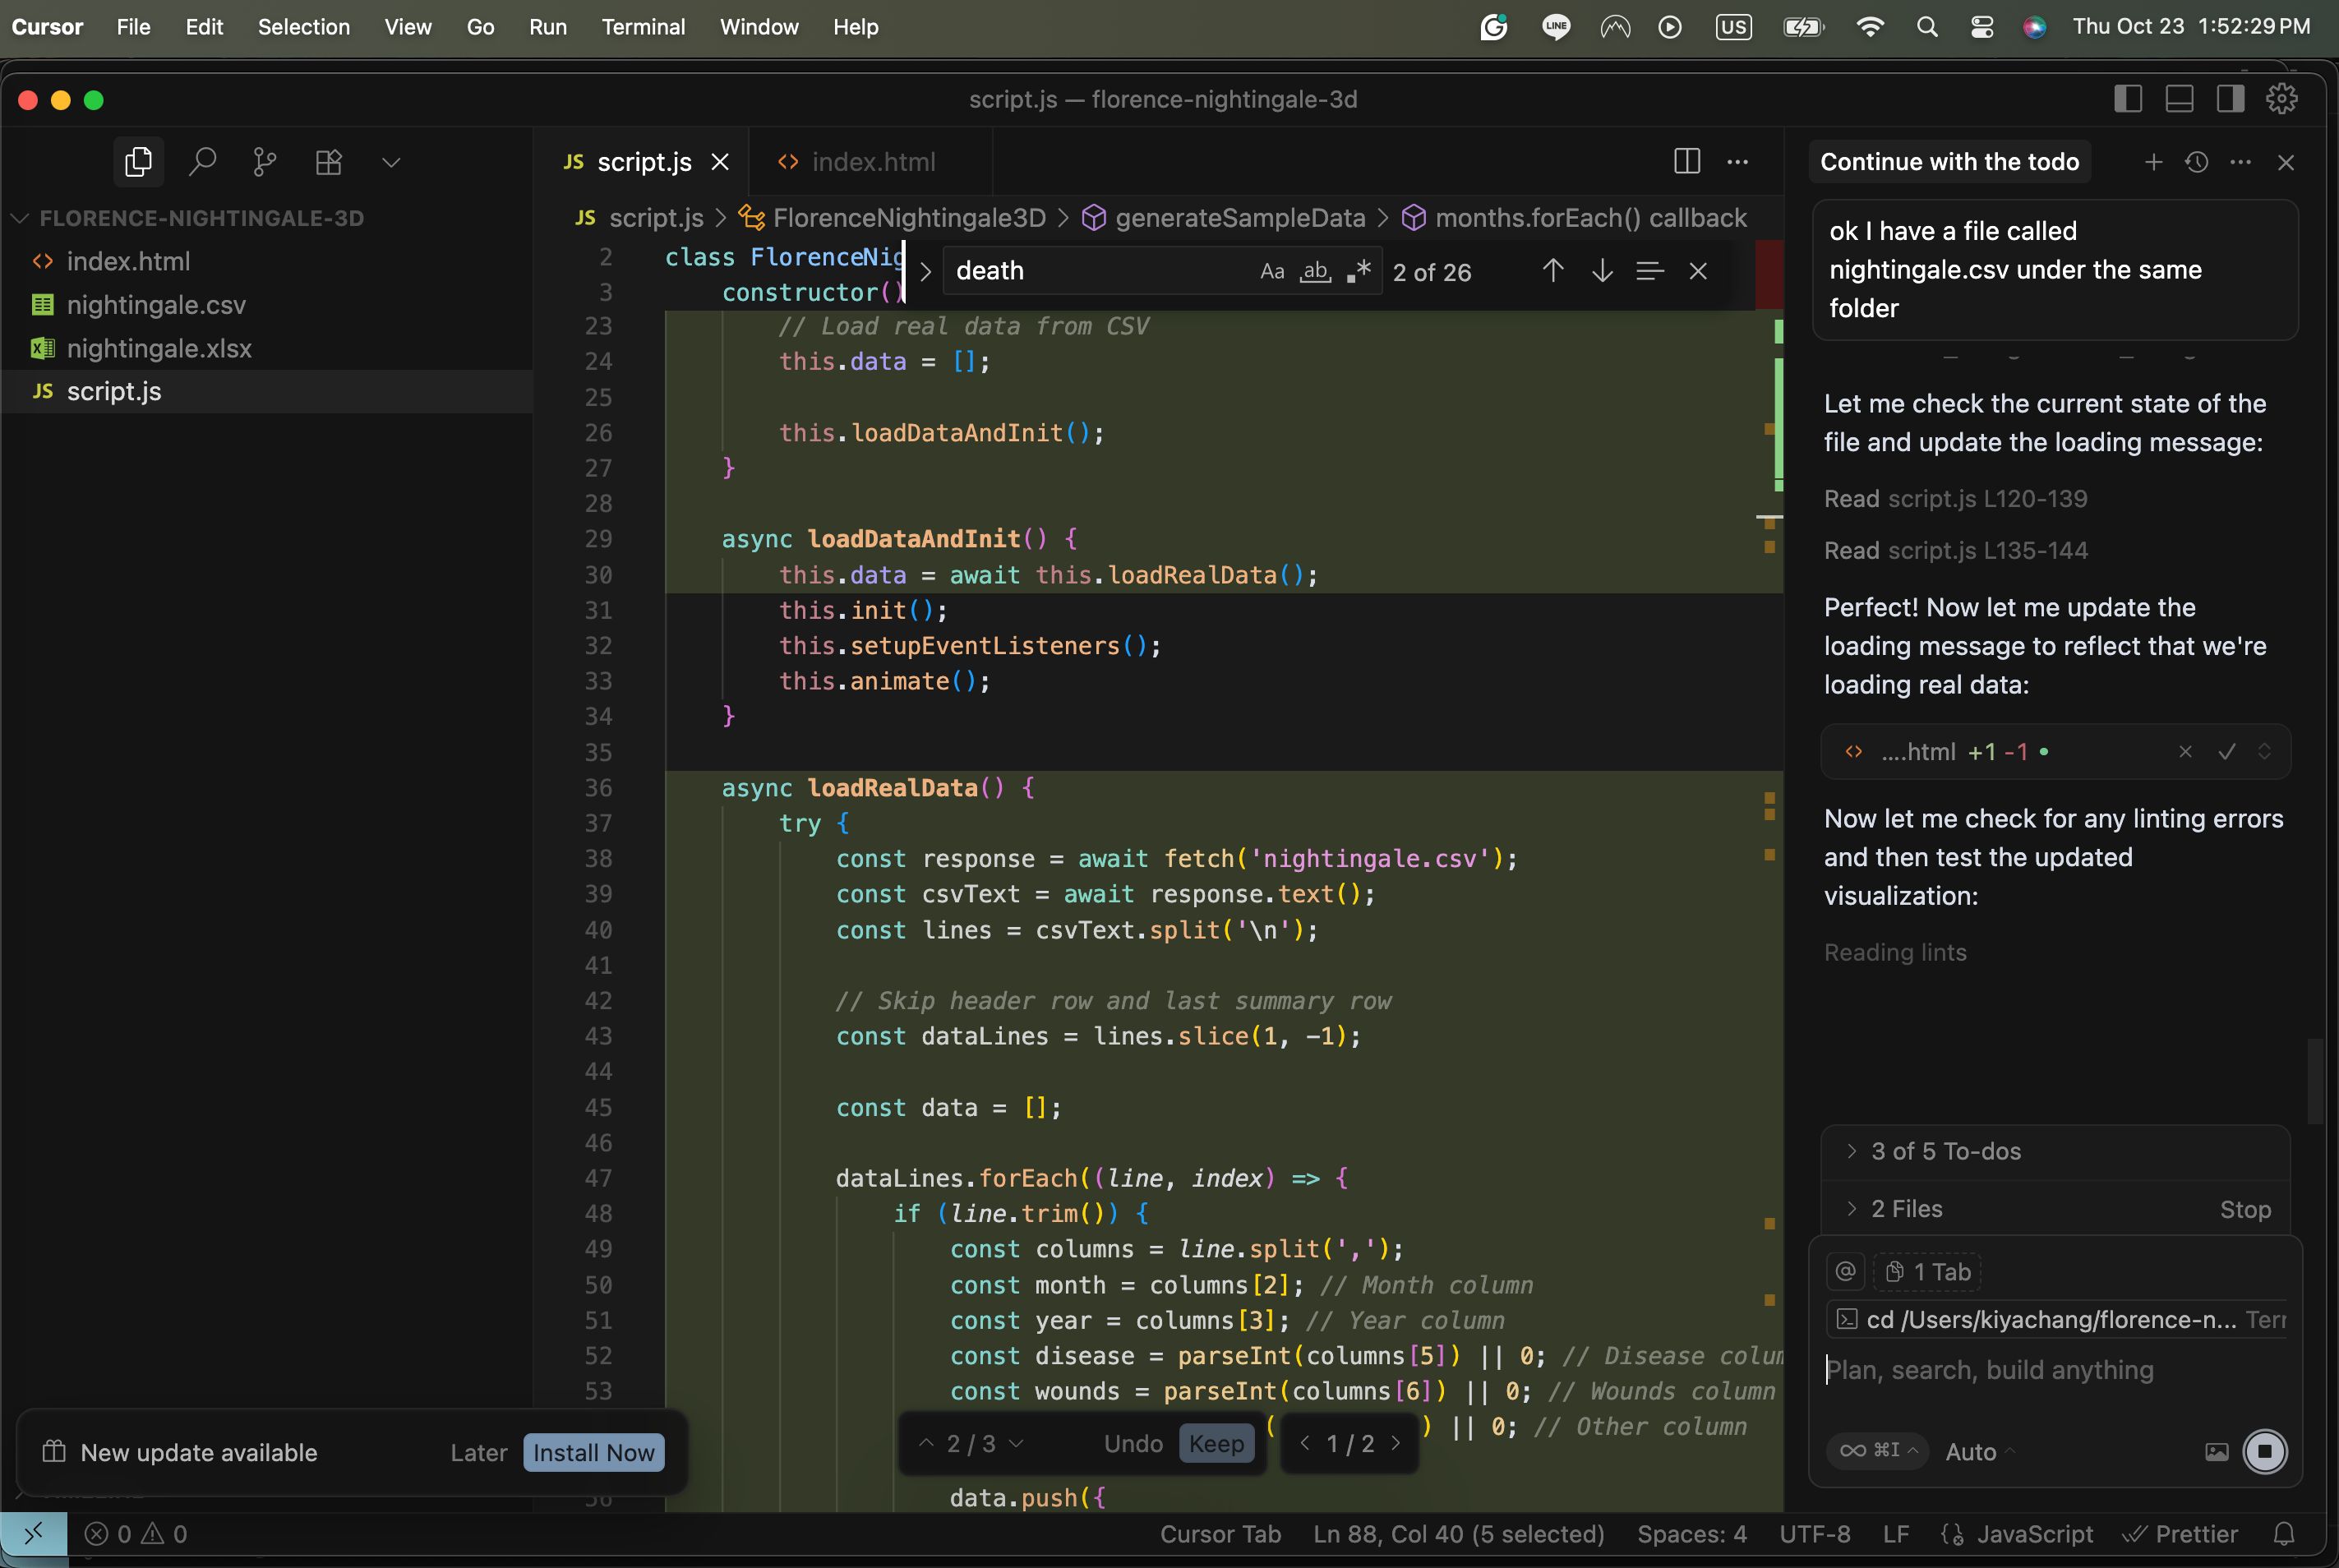 Cursor File Edit Selection View Go Run Terminal Window Help
LINE
US
Thu Oct 23 1:52:29 PM
script.js — florence-nightingale-3d
FLORENCE-NIGHTINGALE-3D
index.html
nightingale.csv
nightingale.xlsx
JS script.js
JS script.js
index.html
JS script.js > FlorenceNightingale3D > generateSampleData > months.forEach() callback
death
Aa ab 2 of 26
2 class FlorenceNig
3 constructor()
23 // Load real data from CSV
24 this.data = [];
25
26 this.loadDataAndInit();
27 }
28
29 async loadDataAndInit() {
30 this.data = await this.loadRealData();
31 this.init();
32 this.setupEventListeners();
33 this.animate();
34 }
35
36 async loadRealData() {
37 try {
38 const response = await fetch('nightingale.csv');
39 const csvText = await response.text();
40 const lines = csvText.split('\n');
41
42 // Skip header row and last summary row
43 const dataLines = lines.slice(1, -1);
44
45 const data = [];
46
47 dataLines.forEach((line, index) => {
48 if (line.trim()) {
49 const columns = line.split(',');
50 const month = columns[2]; // Month column
51 const year = columns[3]; // Year column
52 const disease = parseInt(columns[5]) || 0; // Disease colum
53 const wounds = parseInt(columns[6]) || 0; // Wounds column
( ) || 0; // Other column
data.push({
2 / 3 Undo Keep
1 / 2
New update available Later Install Now
Continue with the todo
ok I have a file called
nightingale.csv under the same
folder
Let me check the current state of the
file and update the loading message:
Read script.js L120-139
Read script.js L135-144
Perfect! Now let me update the
loading message to reflect that we're
loading real data:
....html +1 -1
Now let me check for any linting errors
and then test the updated
visualization:
Reading lints
3 of 5 To-dos
2 Files Stop
@ 1 Tab
cd /Users/kiyachang/florence-n... Terr
Plan, search, build anything
∞ ⌘I Auto
0 0
Cursor Tab Ln 88, Col 40 (5 selected) Spaces: 4 UTF-8 LF JavaScript Prettier